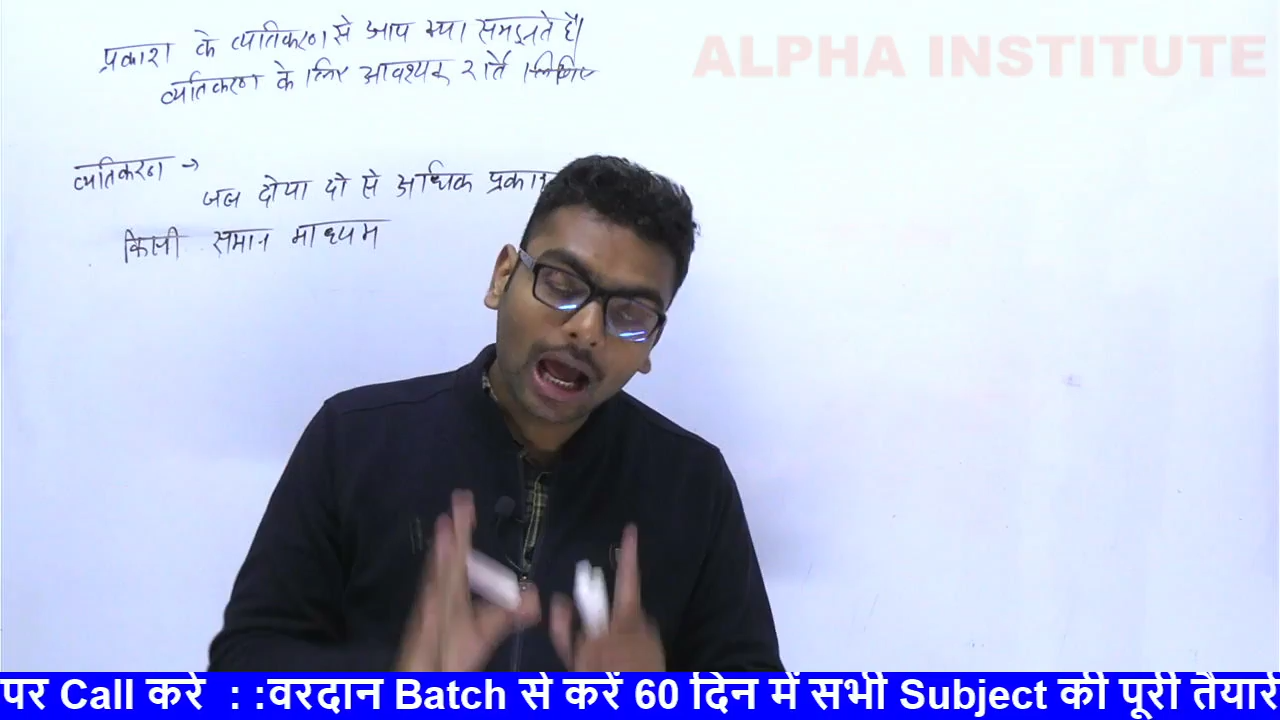 प्रकाश के व्यतिकरण से आप क्या समझते है।
ALPHA INSTITUTE
व्यतिकरण के लिए आवश्यक शर्तें लिखिए
व्यतिकरण →
जब दो या दो से अधिक
किसी समान माध्यम
पर Call करें : :वरदान Batch से करें 60 दिन में सभी Subject की पूरी तैयारी